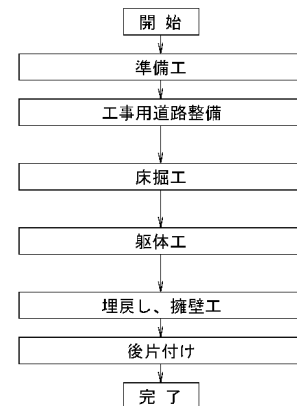 開 始
準備工
工事用道路整備
床掘工
躯体工
埋戻し、擁壁工
後片付け
完 了